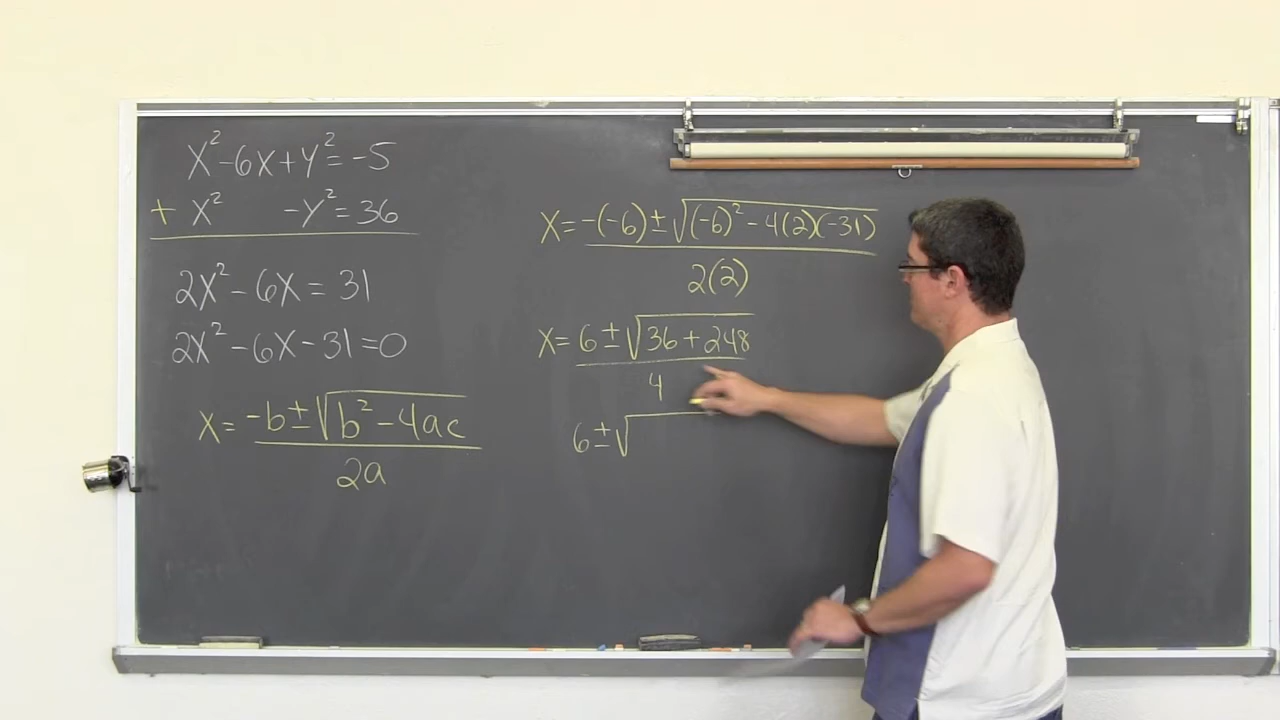 x²-6x+y²=-5
+ x² -y²=36
2x²-6x=31
2x²-6x-31=0
x= -b±√b²-4ac
2a
x= -(-6)±√(-6)²-4(2)(-31)
2(2)
x= 6±√36+248
4
6±√